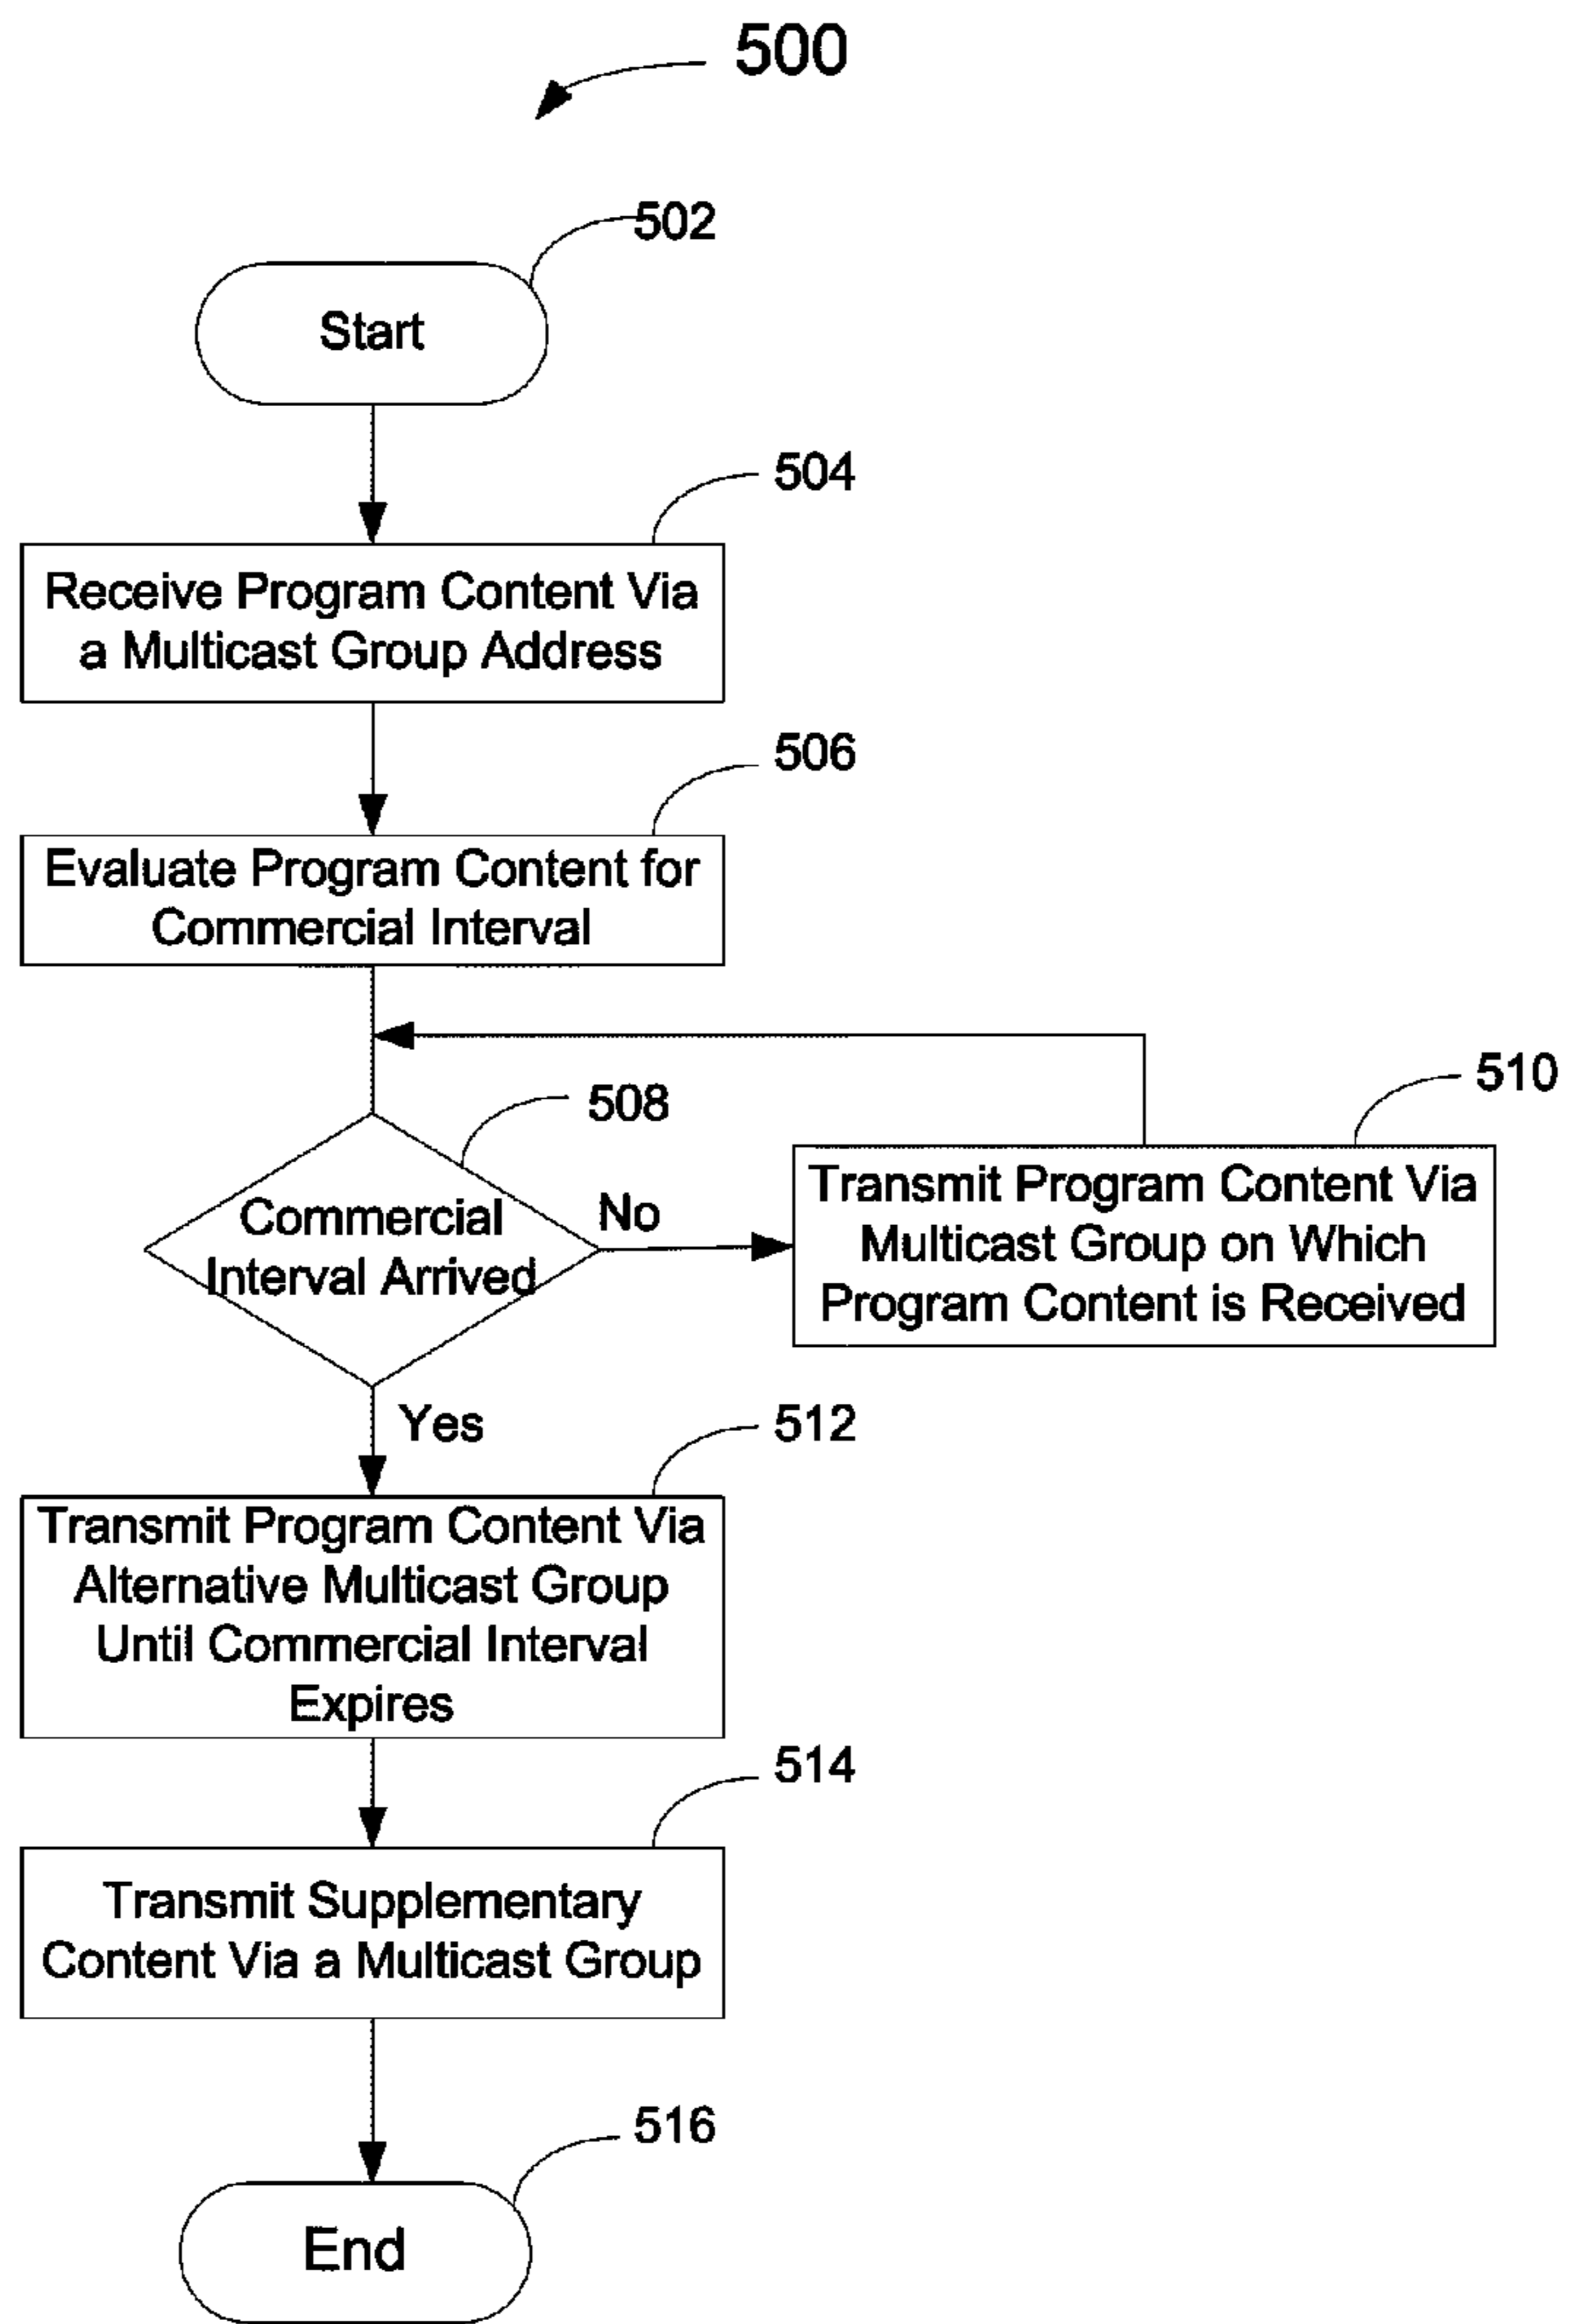 500
502
Start
504
Receive Program Content Via
a Multicast Group Address
506
Evaluate Program Content for
Commercial Interval
508
Commercial
Interval Arrived
No
510
Transmit Program Content Via
Multicast Group on Which
Program Content is Received
Yes
512
Transmit Program Content Via
Alternative Multicast Group
Until Commercial Interval
Expires
514
Transmit Supplementary
Content Via a Multicast Group
516
End